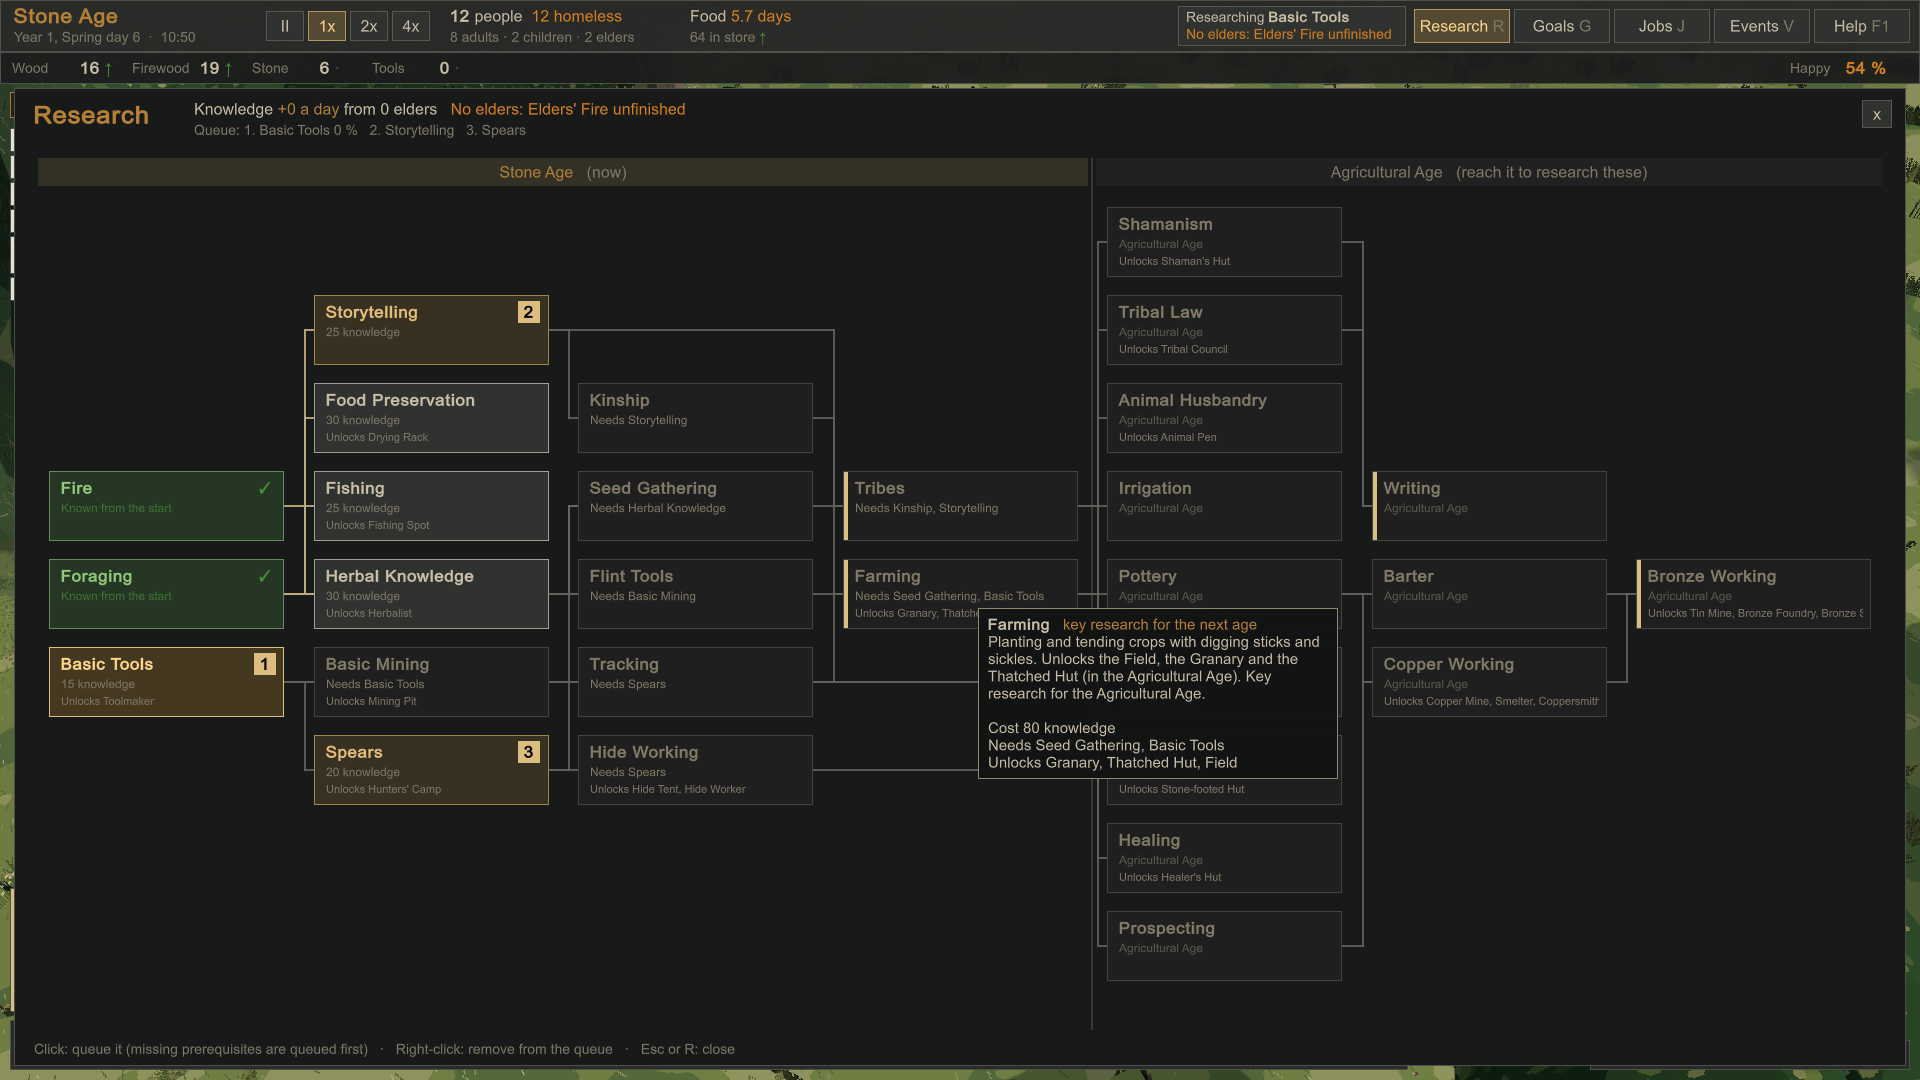 Stone Age
Year 1, Spring day 6 · 10:50
II
1x
2x
4x
12 people 12 homeless
8 adults · 2 children · 2 elders
Food 5.7 days
64 in store ↑
Researching Basic Tools
No elders: Elders' Fire unfinished
Research R
Goals G
Jobs J
Events V
Help F1
Wood 16 ↑ Firewood 19 ↑ Stone 6 · Tools 0 ·
Happy 54 %
Research
Knowledge +0 a day from 0 elders No elders: Elders' Fire unfinished
Queue: 1. Basic Tools 0 % 2. Storytelling 3. Spears
x
Stone Age (now)
Agricultural Age (reach it to research these)
Fire ✓
Known from the start
Foraging ✓
Known from the start
Basic Tools 1
15 knowledge
Unlocks Toolmaker
Storytelling 2
25 knowledge
Food Preservation
30 knowledge
Unlocks Drying Rack
Fishing
25 knowledge
Unlocks Fishing Spot
Herbal Knowledge
30 knowledge
Unlocks Herbalist
Basic Mining
Needs Basic Tools
Unlocks Mining Pit
Spears 3
20 knowledge
Unlocks Hunters' Camp
Kinship
Needs Storytelling
Seed Gathering
Needs Herbal Knowledge
Flint Tools
Needs Basic Mining
Tracking
Needs Spears
Hide Working
Needs Spears
Unlocks Hide Tent, Hide Worker
Tribes
Needs Kinship, Storytelling
Farming
Needs Seed Gathering, Basic Tools
Unlocks Granary,
Farming key research for the next age
Planting and tending crops with digging sticks and
sickles. Unlocks the Field, the Granary and the
Thatched Hut (in the Agricultural Age). Key
research for the Agricultural Age.
Cost 80 knowledge
Needs Seed Gathering, Basic Tools
Unlocks Granary, Thatched Hut, Field
Shamanism
Agricultural Age
Unlocks Shaman's Hut
Tribal Law
Agricultural Age
Unlocks Tribal Council
Animal Husbandry
Agricultural Age
Unlocks Animal Pen
Irrigation
Agricultural Age
Pottery
Agricultural Age
Unlocks Stone-footed Hut
Healing
Agricultural Age
Unlocks Healer's Hut
Prospecting
Agricultural Age
Writing
Agricultural Age
Barter
Agricultural Age
Copper Working
Agricultural Age
Unlocks Copper Mine, Smelter, Coppersmith
Bronze Working
Agricultural Age
Unlocks Tin Mine, Bronze Foundry, Bronze
Click: queue it (missing prerequisites are queued first) · Right-click: remove from the queue · Esc or R: close